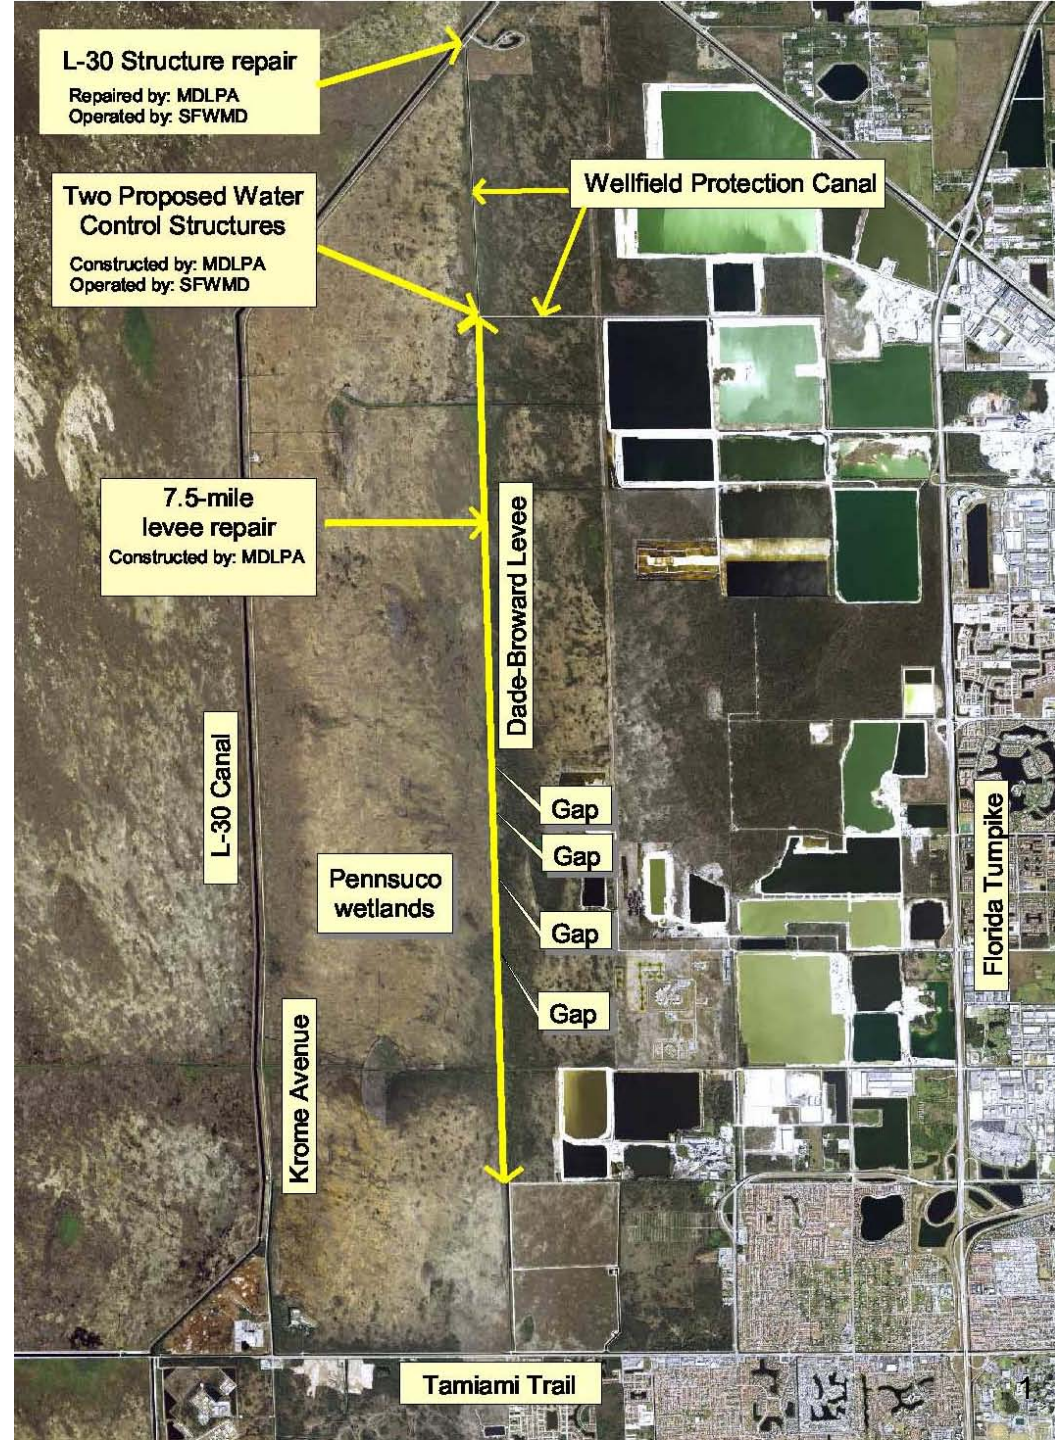 L-30 Structure repair
Repaired by: MDLPA
Operated by: SFWMD
Two Proposed Water
Control Structures
Constructed by: MDLPA
Operated by: SFWMD
Wellfield Protection Canal
7.5-mile
levee repair
Constructed by: MDLPA
Dade-Broward Levee
L-30 Canal
Gap
Gap
Gap
Gap
Pennsuco
wetlands
Florida Turnpike
Krome Avenue
Tamiami Trail
1